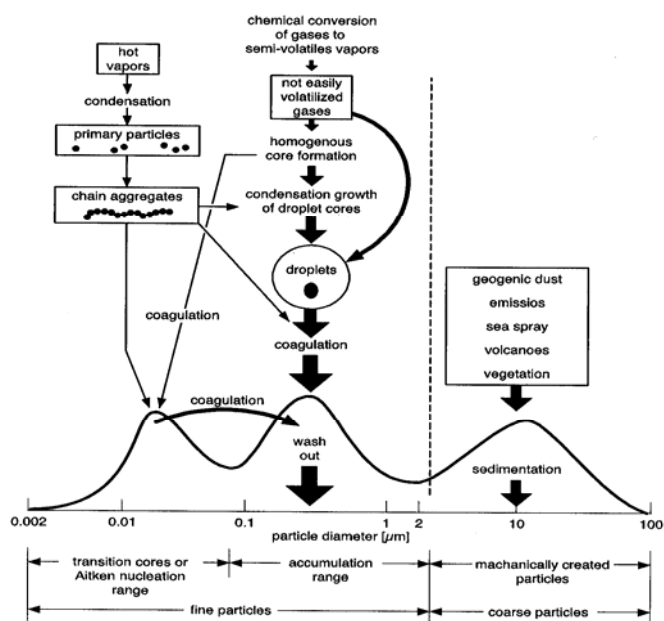 hot
vapors
condensation
primary particles
chain aggregates
coagulation
chemical conversion
of gases to
semi-volatiles vapors
not easily
volatilized
gases
homogenous
core formation
condensation growth
of droplet cores
droplets
coagulation
coagulation
wash
out
geogenic dust
emissios
sea spray
volcanoes
vegetation
sedimentation
0.002 0.01 0.1 1 2 10 100
particle diameter [µm]
transition cores or
Aitken nucleation
range
accumulation
range
machanically created
particles
fine particles
coarse particles